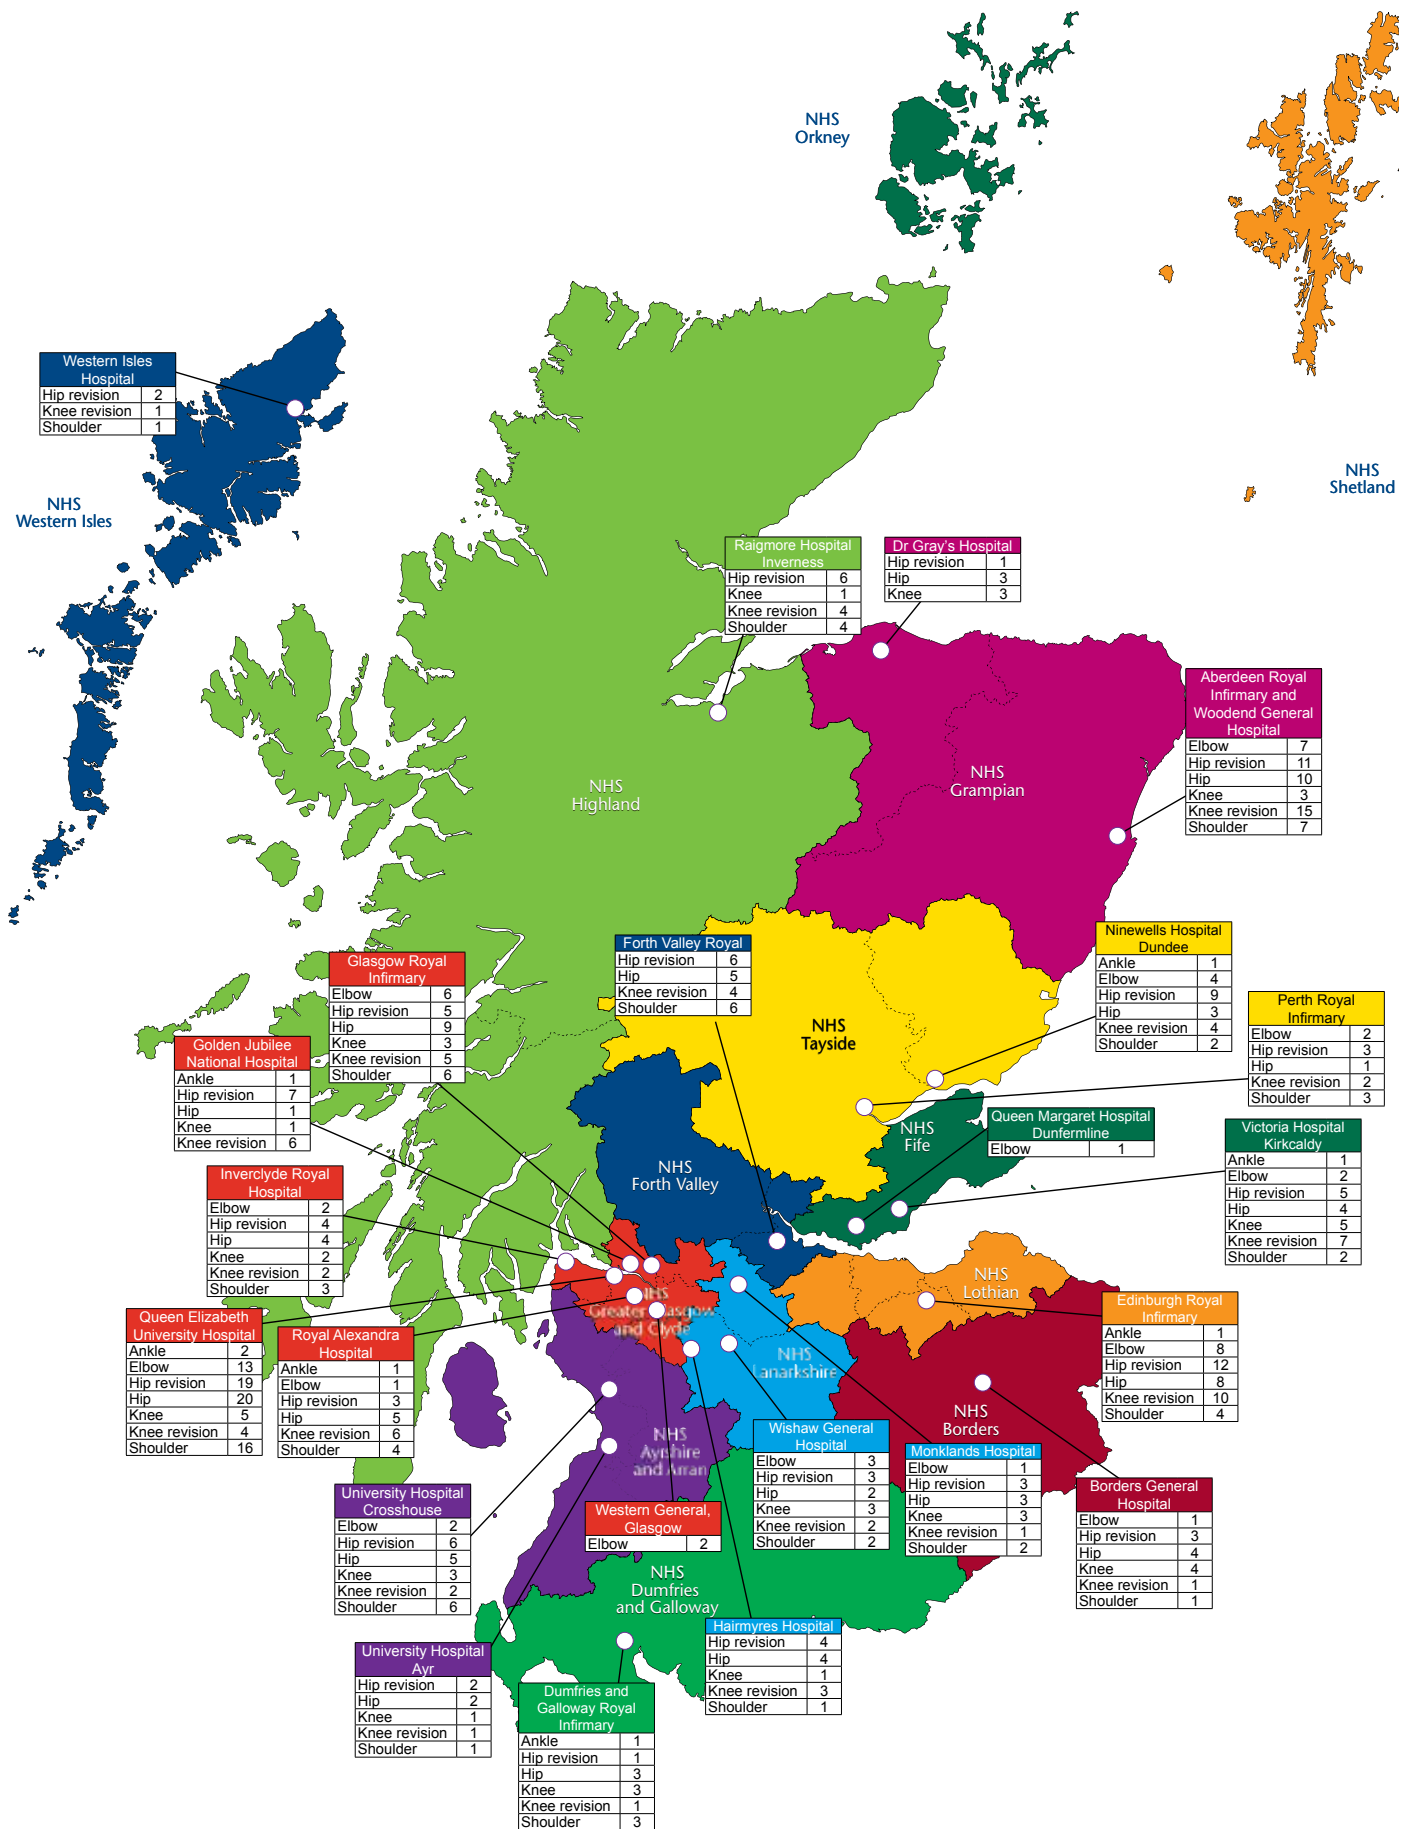 NHS
Orkney
NHS
Shetland
Western Isles
Hospital
Hip revision 2
Knee revision 1
Shoulder 1
NHS
Western Isles
Raigmore Hospital
Inverness
Hip revision 6
Knee 1
Knee revision 4
Shoulder 4
Dr Gray's Hospital
Hip revision 1
Hip 3
Knee 3
Aberdeen Royal
Infirmary and
Woodend General
Hospital
Elbow 7
Hip revision 11
Hip 10
Knee 3
Knee revision 15
Shoulder 7
NHS
Highland
NHS
Grampian
Glasgow Royal
Infirmary
Elbow 6
Hip revision 5
Hip 9
Knee 3
Knee revision 5
Shoulder 6
Forth Valley Royal
Hip revision 6
Hip 5
Knee revision 4
Shoulder 6
Ninewells Hospital
Dundee
Ankle 1
Elbow 4
Hip revision 9
Hip 3
Knee revision 4
Shoulder 2
Perth Royal
Infirmary
Elbow 2
Hip revision 3
Hip 1
Knee revision 2
Shoulder 3
NHS
Tayside
Golden Jubilee
National Hospital
Ankle 1
Hip revision 7
Hip 1
Knee 1
Knee revision 6
Queen Margaret Hospital
Dunfermline
Elbow 1
NHS
Fife
Victoria Hospital
Kirkcaldy
Ankle 1
Elbow 2
Hip revision 5
Hip 4
Knee 5
Knee revision 7
Shoulder 2
NHS
Forth Valley
Inverclyde Royal
Hospital
Elbow 2
Hip revision 4
Hip 4
Knee 2
Knee revision 2
Shoulder 3
NHS
Lothian
NHS
Greater Glasgow
and Clyde
Queen Elizabeth
University Hospital
Ankle 2
Elbow 13
Hip revision 19
Hip 20
Knee 5
Knee revision 4
Shoulder 16
Royal Alexandra
Hospital
Ankle 1
Elbow 1
Hip revision 3
Hip 5
Knee revision 6
Shoulder 4
Edinburgh Royal
Infirmary
Ankle 1
Elbow 8
Hip revision 12
Hip 8
Knee revision 10
Shoulder 4
NHS
Lanarkshire
NHS
Borders
NHS
Ayrshire
and Arran
Wishaw General
Hospital
Elbow 3
Hip revision 3
Hip 2
Knee 3
Knee revision 2
Shoulder 2
Monklands Hospital
Elbow 1
Hip revision 3
Hip 3
Knee 3
Knee revision 1
Shoulder 2
Borders General
Hospital
Elbow 1
Hip revision 3
Hip 4
Knee 4
Knee revision 1
Shoulder 1
University Hospital
Crosshouse
Elbow 2
Hip revision 6
Hip 5
Knee 3
Knee revision 2
Shoulder 6
Western General,
Glasgow
Elbow 2
NHS
Dumfries
and Galloway
Hairmyres Hospital
Hip revision 4
Hip 4
Knee 1
Knee revision 3
Shoulder 1
University Hospital
Ayr
Hip revision 2
Hip 2
Knee 1
Knee revision 1
Shoulder 1
Dumfries and
Galloway Royal
Infirmary
Ankle 1
Hip revision 1
Hip 3
Knee 3
Knee revision 1
Shoulder 3